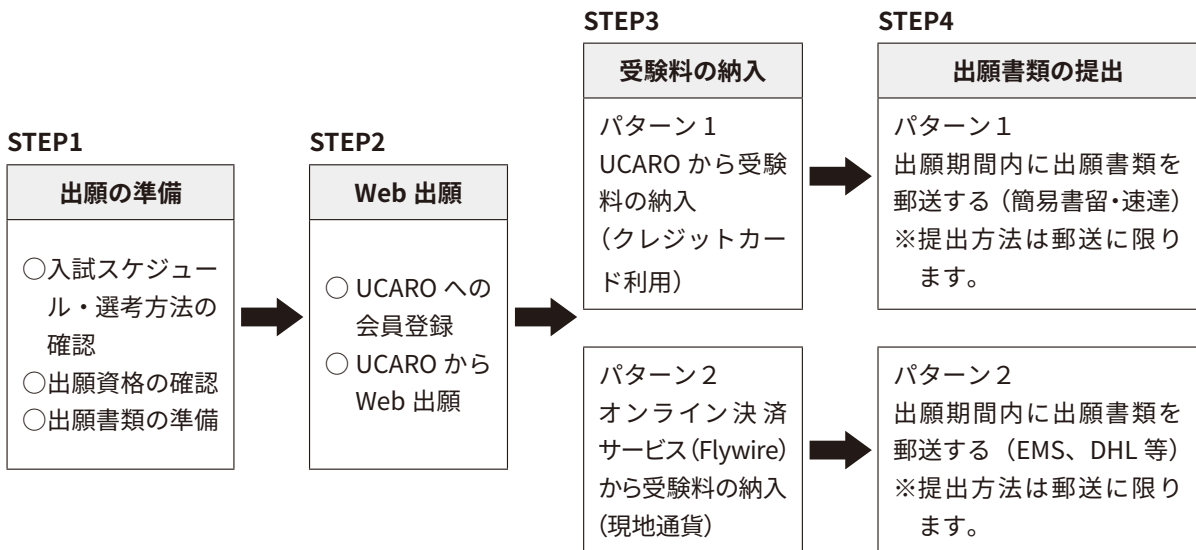 STEP1
出願の準備
○入試スケジュー
ル・選考方法の
確認
○出願資格の確認
○出願書類の準備
STEP2
Web 出願
○ UCARO への
会員登録
○ UCARO から
Web 出願
STEP3
受験料の納入
パターン 1
UCARO から受験
料の納入
（クレジットカー
ド利用）
パターン２
オンライン決済
サービス（Flywire）
から受験料の納入
（現地通貨）
STEP4
出願書類の提出
パターン１
出願期間内に出願書類を
郵送する（簡易書留・速達）
※提出方法は郵送に限り
ます。
パターン２
出願期間内に出願書類を
郵送する（EMS、DHL 等）
※提出方法は郵送に限り
ます。